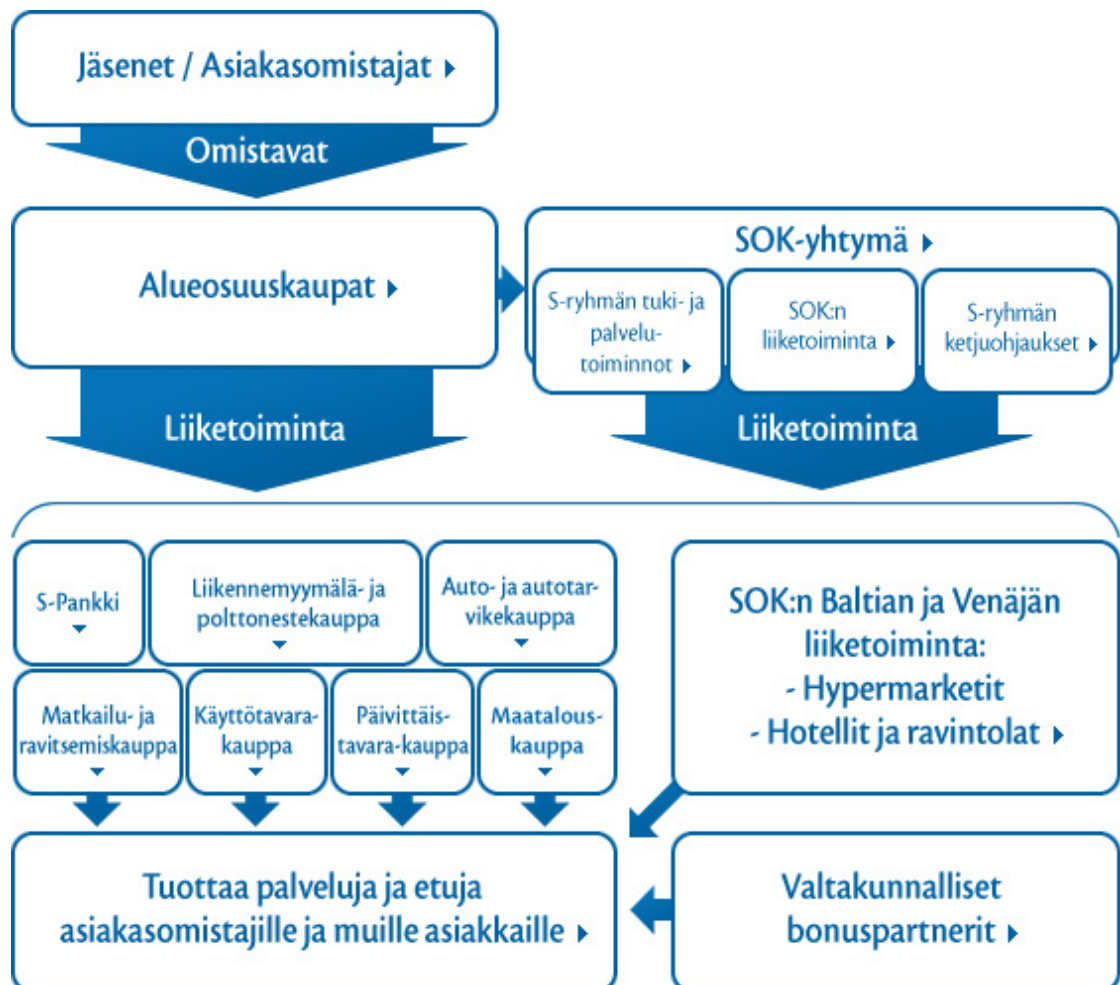 Jäsenet / Asiakasomistajat
Omistavat
Alueosuuskaupat
SOK-yhtymä
S-ryhmän tuki- ja
palvelu-
toiminnot
SOK:n
liiketoiminta
S-ryhmän
ketjuohjaukset
Liiketoiminta
Liiketoiminta
S-Pankki
Liikennemyymälä- ja
polttonestekauppa
Auto- ja autotar-
vikekauppa
Matkailu- ja
ravitsemiskauppa
Käyttötavara-
kauppa
Päivittäis-
tavara-kauppa
Maatalous-
kauppa
SOK:n Baltian ja Venäjän
liiketoiminta:
- Hypermarketit
- Hotellit ja ravintolat
Tuottaa palveluja ja etuja
asiakasomistajille ja muille asiakkaille
Valtakunnalliset
bonuspartnerit